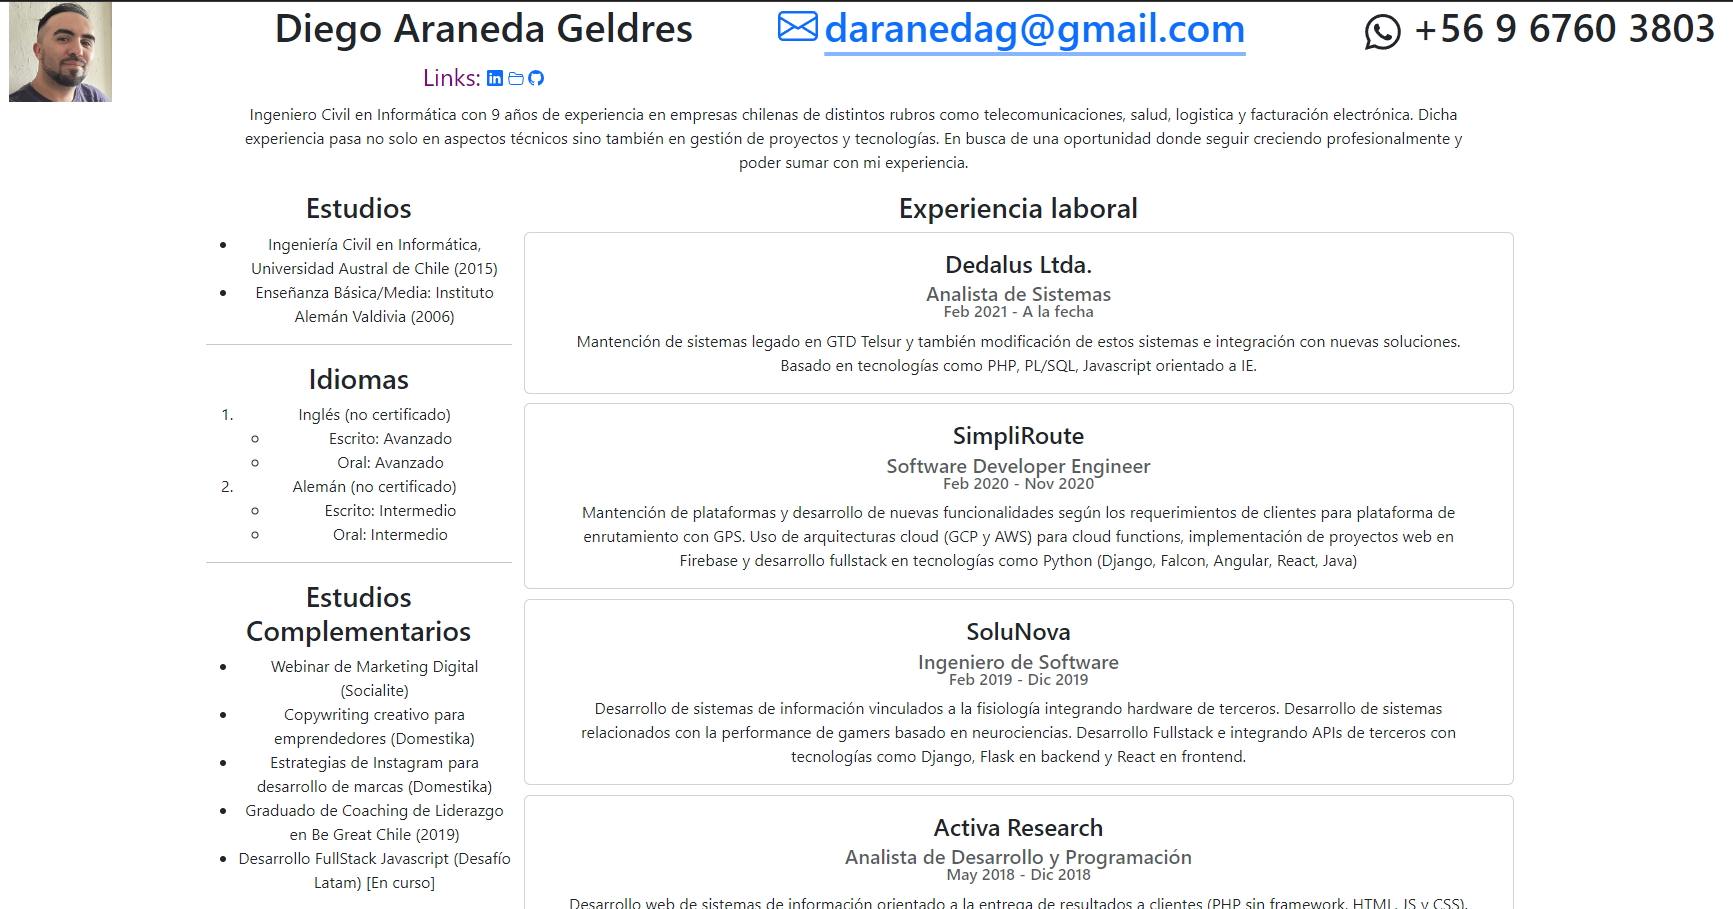 Diego Araneda Geldres
daranedag@gmail.com
+56 9 6760 3803
Links:
Ingeniero Civil en Informática con 9 años de experiencia en empresas chilenas de distintos rubros como telecomunicaciones, salud, logistica y facturación electrónica. Dicha
experiencia pasa no solo en aspectos técnicos sino también en gestión de proyectos y tecnologías. En busca de una oportunidad donde seguir creciendo profesionalmente y
poder sumar con mi experiencia.
Estudios
• Ingeniería Civil en Informática,
Universidad Austral de Chile (2015)
• Enseñanza Básica/Media: Instituto
Alemán Valdivia (2006)
Idiomas
1. Inglés (no certificado)
○ Escrito: Avanzado
○ Oral: Avanzado
2. Alemán (no certificado)
○ Escrito: Intermedio
○ Oral: Intermedio
Estudios
Complementarios
• Webinar de Marketing Digital
(Socialite)
• Copywriting creativo para
emprendedores (Domestika)
• Estrategias de Instagram para
desarrollo de marcas (Domestika)
• Graduado de Coaching de Liderazgo
en Be Great Chile (2019)
• Desarrollo FullStack Javascript (Desafío
Latam) [En curso]
Experiencia laboral
Dedalus Ltda.
Analista de Sistemas
Feb 2021 - A la fecha
Mantención de sistemas legado en GTD Telsur y también modificación de estos sistemas e integración con nuevas soluciones.
Basado en tecnologías como PHP, PL/SQL, Javascript orientado a IE.
SimpliRoute
Software Developer Engineer
Feb 2020 - Nov 2020
Mantención de plataformas y desarrollo de nuevas funcionalidades según los requerimientos de clientes para plataforma de
enrutamiento con GPS. Uso de arquitecturas cloud (GCP y AWS) para cloud functions, implementación de proyectos web en
Firebase y desarrollo fullstack en tecnologías como Python (Django, Falcon, Angular, React, Java)
SoluNova
Ingeniero de Software
Feb 2019 - Dic 2019
Desarrollo de sistemas de información vinculados a la fisiología integrando hardware de terceros. Desarrollo de sistemas
relacionados con la performance de gamers basado en neurociencias. Desarrollo Fullstack e integrando APIs de terceros con
tecnologías como Django, Flask en backend y React en frontend.
Activa Research
Analista de Desarrollo y Programación
May 2018 - Dic 2018
Desarrollo web de sistemas de información orientado a la entrega de resultados a clientes (PHP sin framework, HTML, JS y CSS).